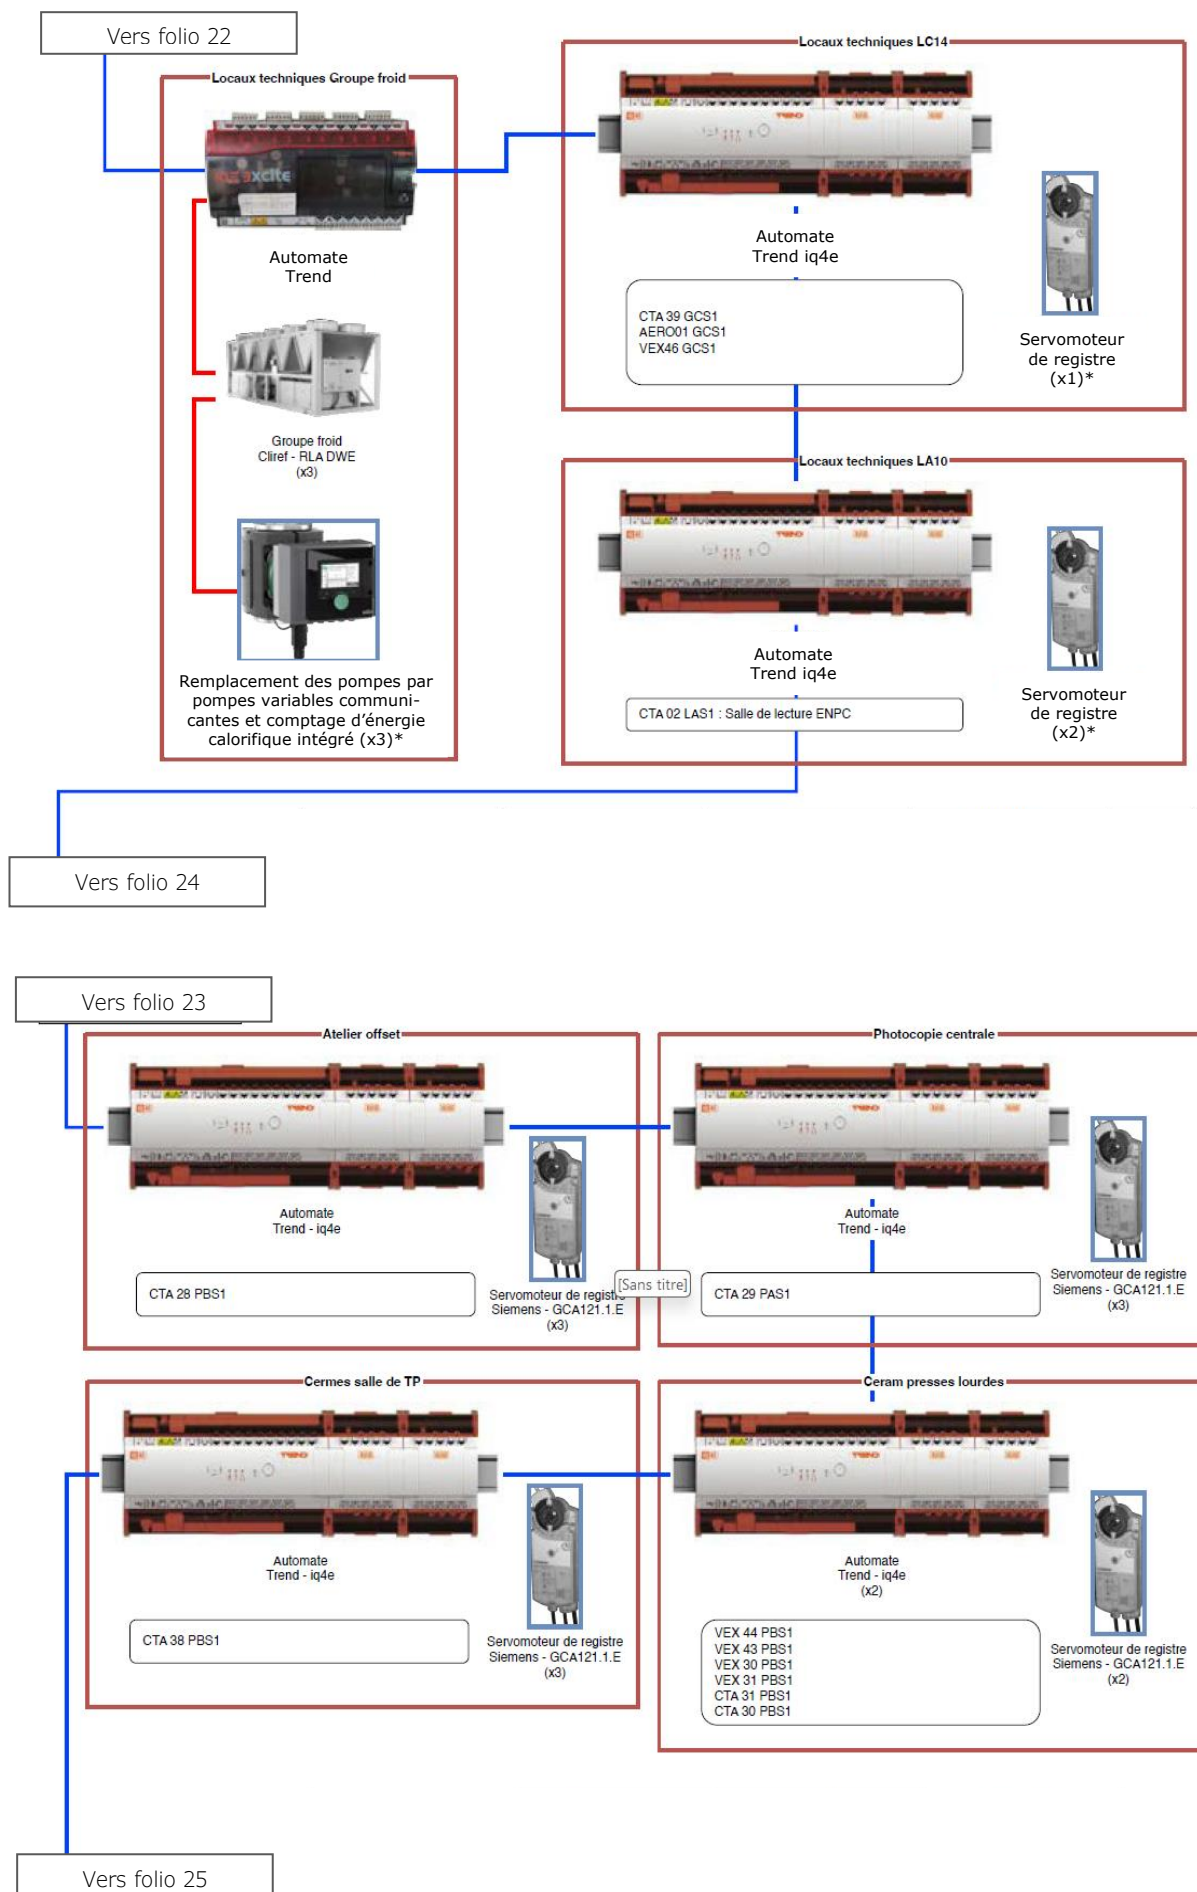 Vers folio 22
Locaux techniques Groupe froid
Locaux techniques LC14
TREND
Automate
Trend
Automate
Trend iq4e
CTA 39 GCS1
AERO01 GCS1
VEX46 GCS1
Servomoteur
de registre
(x1)*
Groupe froid
Cliref - RLA DWE
(x3)
Locaux techniques LA10
TREND
Automate
Trend iq4e
CTA 02 LAS1 : Salle de lecture ENPC
Servomoteur
de registre
(x2)*
Remplacement des pompes par
pompes variables communi-
cantes et comptage d’énergie
calorifique intégré (x3)*
Vers folio 24
Vers folio 23
Atelier offset
TREND
Automate
Trend - iq4e
CTA 28 PBS1
Servomoteur de registre
Siemens - GCA121.1.E
(x3)
[Sans titre]
Photocopie centrale
TREND
Automate
Trend - iq4e
CTA 29 PAS1
Servomoteur de registre
Siemens - GCA121.1.E
(x3)
Cermes salle de TP
TREND
Automate
Trend - iq4e
CTA 38 PBS1
Servomoteur de registre
Siemens - GCA121.1.E
(x3)
Ceram presses lourdes
TREND
Automate
Trend - iq4e
(x2)
VEX 44 PBS1
VEX 43 PBS1
VEX 30 PBS1
VEX 31 PBS1
CTA 31 PBS1
CTA 30 PBS1
Servomoteur de registre
Siemens - GCA121.1.E
(x2)
Vers folio 25